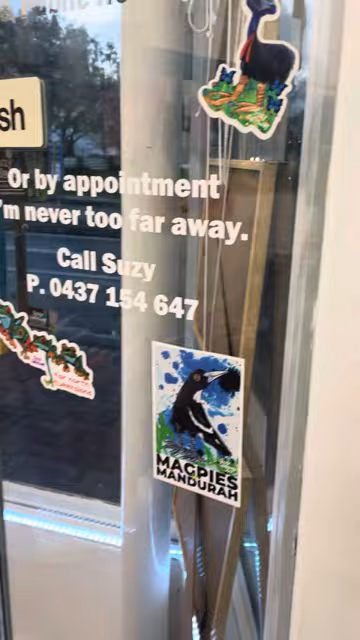 sh
Or by appointment
'm never too far away.
Call Suzy
P. 0437 154 647
MAGPIES
MANDURAH